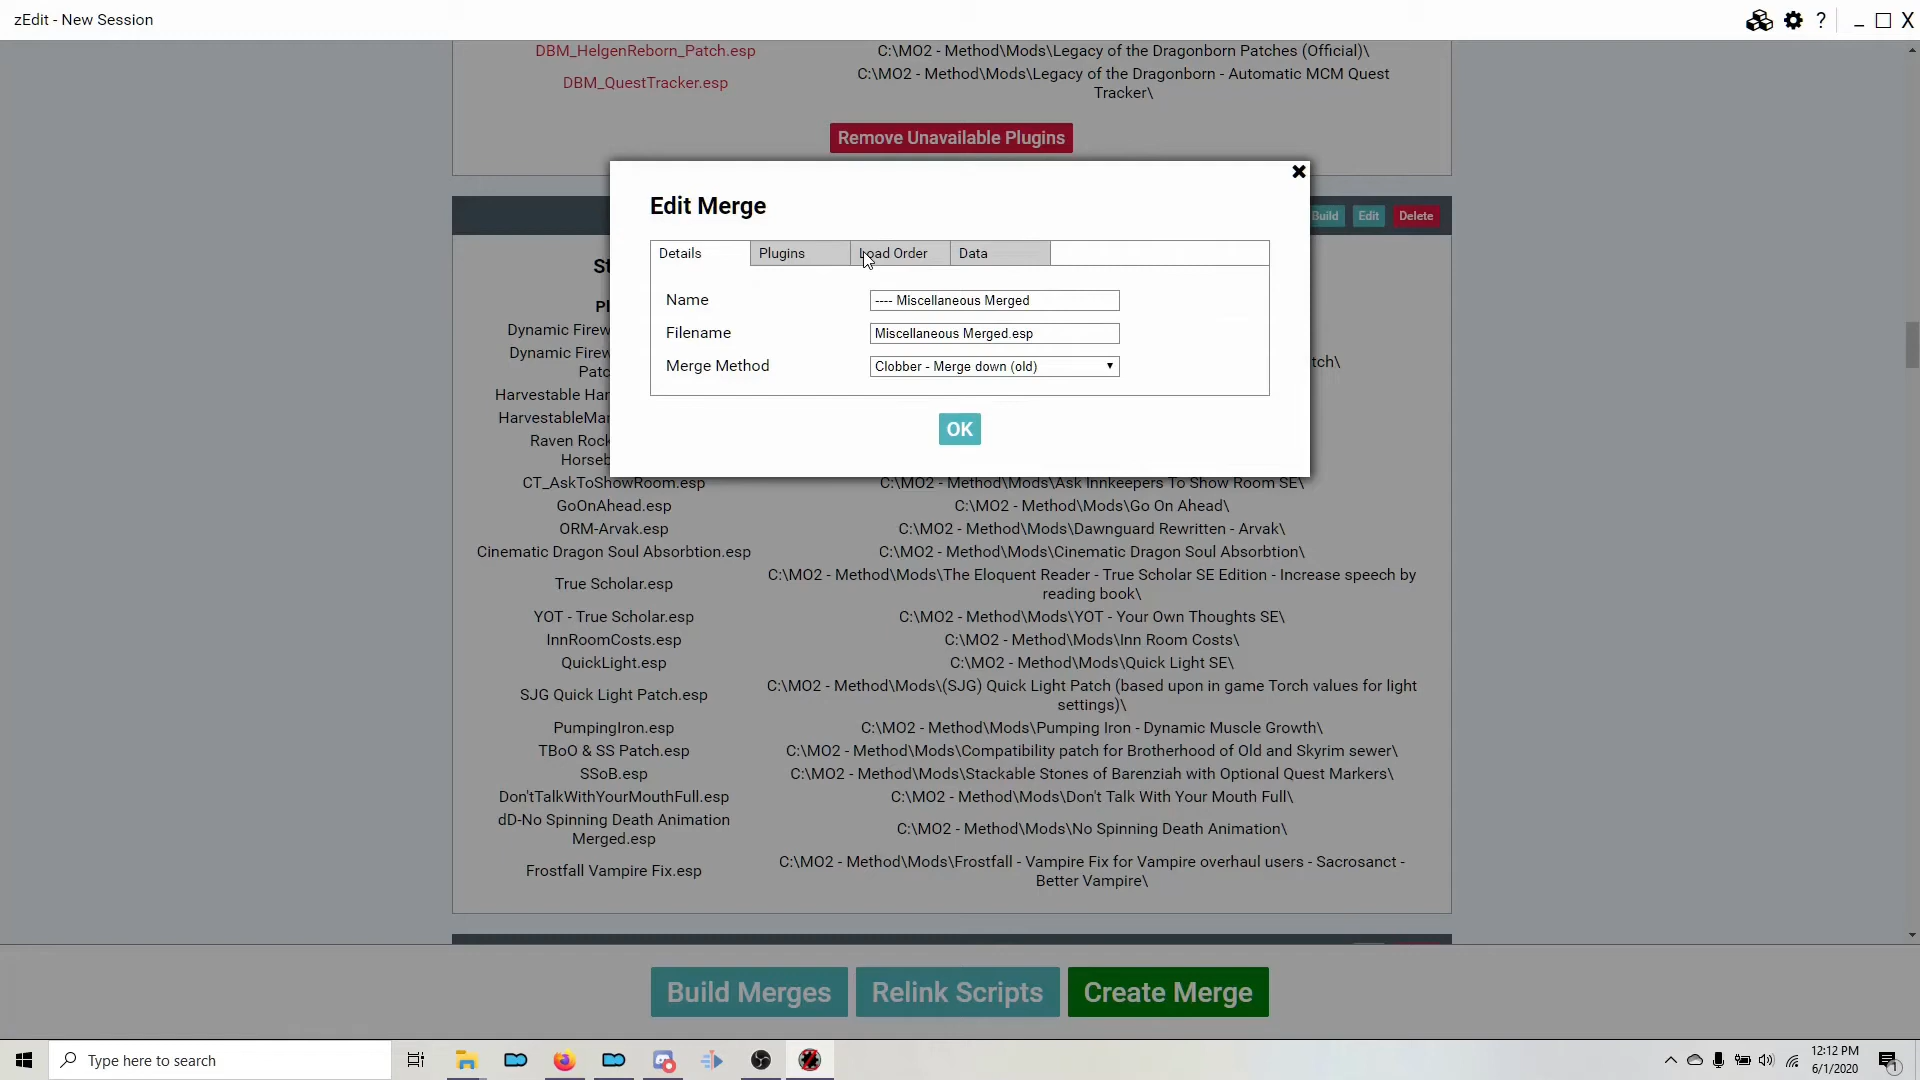 zEdit - New Session
?
DBM_HelgenReborn_Patch.esp
C:\MO2 - Method\Mods\Legacy of the Dragonborn Patches (Official)\
DBM_QuestTracker.esp
C:\MO2 - Method\Mods\Legacy of the Dragonborn - Automatic MCM Quest
Tracker\
Remove Unavailable Plugins
Edit Merge
Build
Edit
Delete
Details
Plugins
Load Order
Data
Name
---- Miscellaneous Merged
Filename
Miscellaneous Merged.esp
Merge Method
Clobber - Merge down (old)
OK
St
Pl
Dynamic Firew
Dynamic Firew
Patc
tch\
Harvestable Har
HarvestableMar
Raven Rock
Horseb
CT_AskToShowRoom.esp
C:\MO2 - Method\Mods\Ask Innkeepers To Show Room SE\
GoOnAhead.esp
C:\MO2 - Method\Mods\Go On Ahead\
ORM-Arvak.esp
C:\MO2 - Method\Mods\Dawnguard Rewritten - Arvak\
Cinematic Dragon Soul Absorbtion.esp
C:\MO2 - Method\Mods\Cinematic Dragon Soul Absorbtion\
True Scholar.esp
C:\MO2 - Method\Mods\The Eloquent Reader - True Scholar SE Edition - Increase speech by
reading book\
YOT - True Scholar.esp
C:\MO2 - Method\Mods\YOT - Your Own Thoughts SE\
InnRoomCosts.esp
C:\MO2 - Method\Mods\Inn Room Costs\
QuickLight.esp
C:\MO2 - Method\Mods\Quick Light SE\
SJG Quick Light Patch.esp
C:\MO2 - Method\Mods\(SJG) Quick Light Patch (based upon in game Torch values for light
settings)\
PumpingIron.esp
C:\MO2 - Method\Mods\Pumping Iron - Dynamic Muscle Growth\
TBoO & SS Patch.esp
C:\MO2 - Method\Mods\Compatibility patch for Brotherhood of Old and Skyrim sewer\
SSoB.esp
C:\MO2 - Method\Mods\Stackable Stones of Barenziah with Optional Quest Markers\
Don'tTalkWithYourMouthFull.esp
C:\MO2 - Method\Mods\Don't Talk With Your Mouth Full\
dD-No Spinning Death Animation
Merged.esp
C:\MO2 - Method\Mods\No Spinning Death Animation\
Frostfall Vampire Fix.esp
C:\MO2 - Method\Mods\Frostfall - Vampire Fix for Vampire overhaul users - Sacrosanct -
Better Vampire\
Build Merges
Relink Scripts
Create Merge
Type here to search
12:12 PM
6/1/2020
1